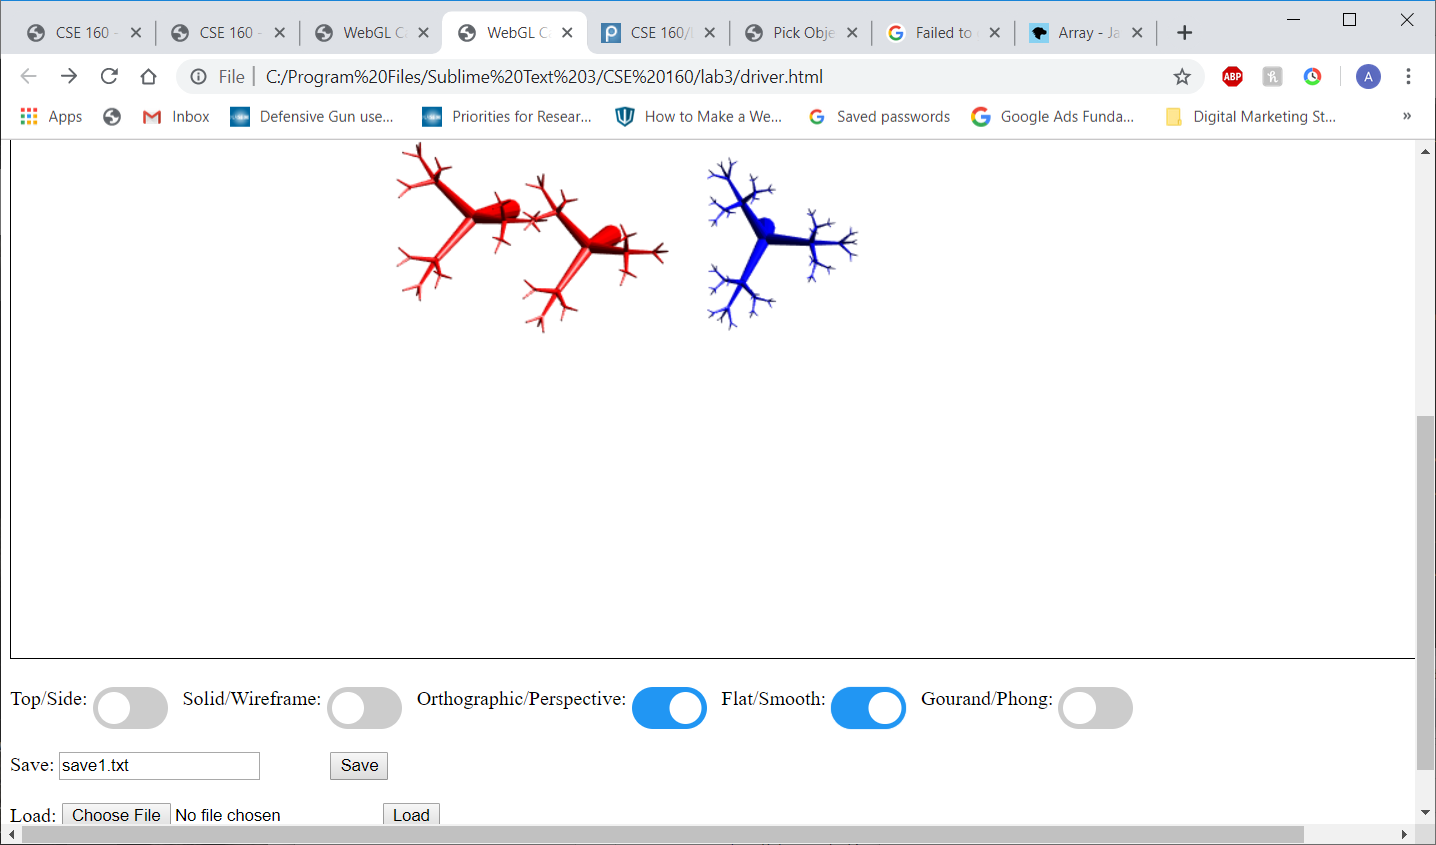 CSE 160 - WebGL Ca CSE 160/ Pick Obje Failed to Array - Ja
File C:/Program%20Files/Sublime%20Text%203/CSE%20160/lab3/driver.html ABP h A
Apps Inbox Defensive Gun use... Priorities for Resear... How to Make a We... Saved passwords Google Ads Funda... Digital Marketing St... »
Top/Side: Solid/Wireframe: Orthographic/Perspective: Flat/Smooth: Gourand/Phong:
Save: save1.txt Save
Load: Choose File No file chosen Load